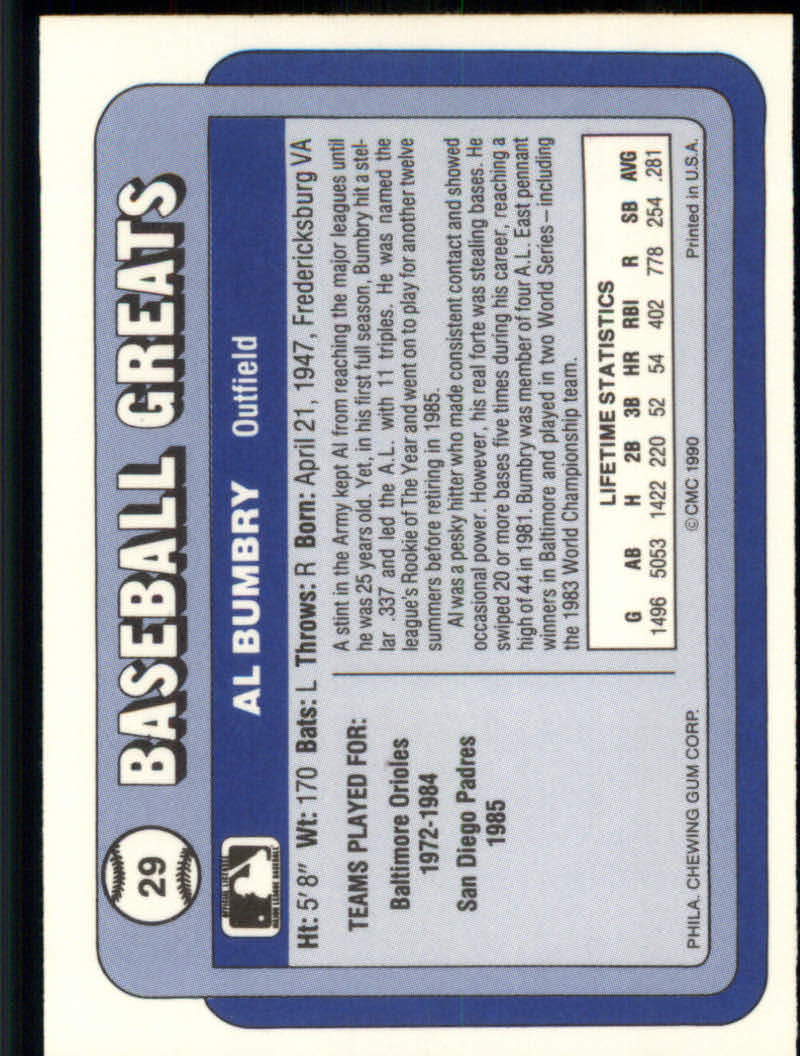 29
BASEBALL GREATS
AL BUMBRY Outfield
Ht: 5'8" Wt: 170 Bats: L Throws: R Born: April 21, 1947, Fredericksburg VA
TEAMS PLAYED FOR:
Baltimore Orioles
1972-1984
San Diego Padres
1985
A stint in the Army kept Al from reaching the major leagues until
he was 25 years old. Yet, in his first full season, Bumbry hit a stel-
lar .337 and led the A.L. with 11 triples. He was named the
league's Rookie of The Year and went on to play for another twelve
summers before retiring in 1985.
Al was a pesky hitter who made consistent contact and showed
occasional power. However, his real forte was stealing bases. He
swiped 20 or more bases five times during his career, reaching a
high of 44 in 1981. Bumbry was member of four A.L. East pennant
winners in Baltimore and played in two World Series—including
the 1983 World Championship team.
LIFETIME STATISTICS
G AB H 2B 3B HR RBI R SB AVG
1496 5053 1422 220 52 54 402 778 254 .281
PHILA. CHEWING GUM CORP. © CMC 1990 Printed in U.S.A.